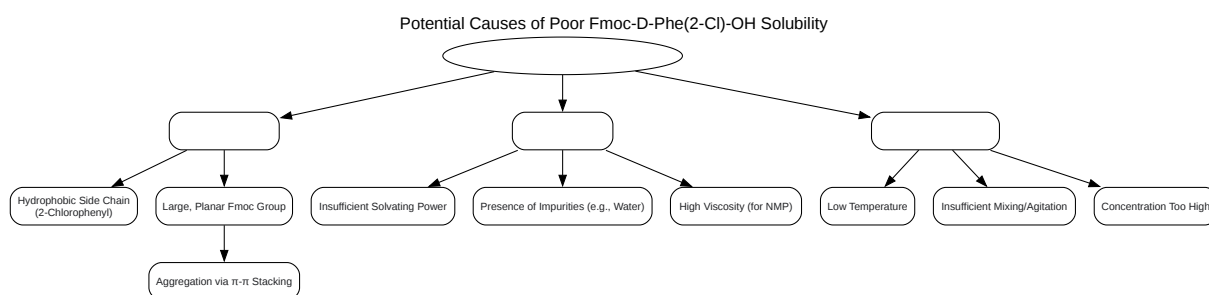 Potential Causes of Poor Fmoc-D-Phe(2-Cl)-OH Solubility
Hydrophobic Side Chain
(2-Chlorophenyl)
Large, Planar Fmoc Group
Insufficient Solvating Power
Presence of Impurities (e.g., Water)
High Viscosity (for NMP)
Low Temperature
Insufficient Mixing/Agitation
Concentration Too High
Aggregation via π-π Stacking